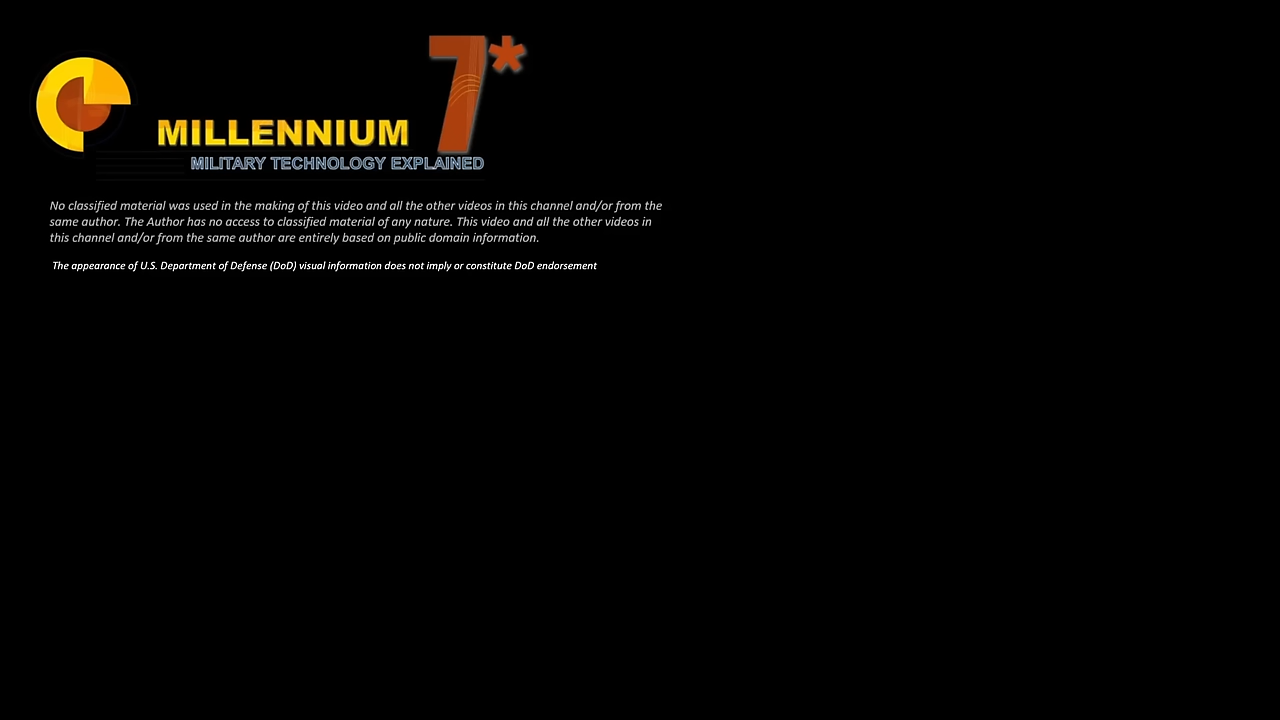 7*
MILLENNIUM
MILITARY TECHNOLOGY EXPLAINED
No classified material was used in the making of this video and all the other videos in this channel and/or from the
same author. The Author has no access to classified material of any nature. This video and all the other videos in
this channel and/or from the same author are entirely based on public domain information.
The appearance of U.S. Department of Defense (DoD) visual information does not imply or constitute DoD endorsement